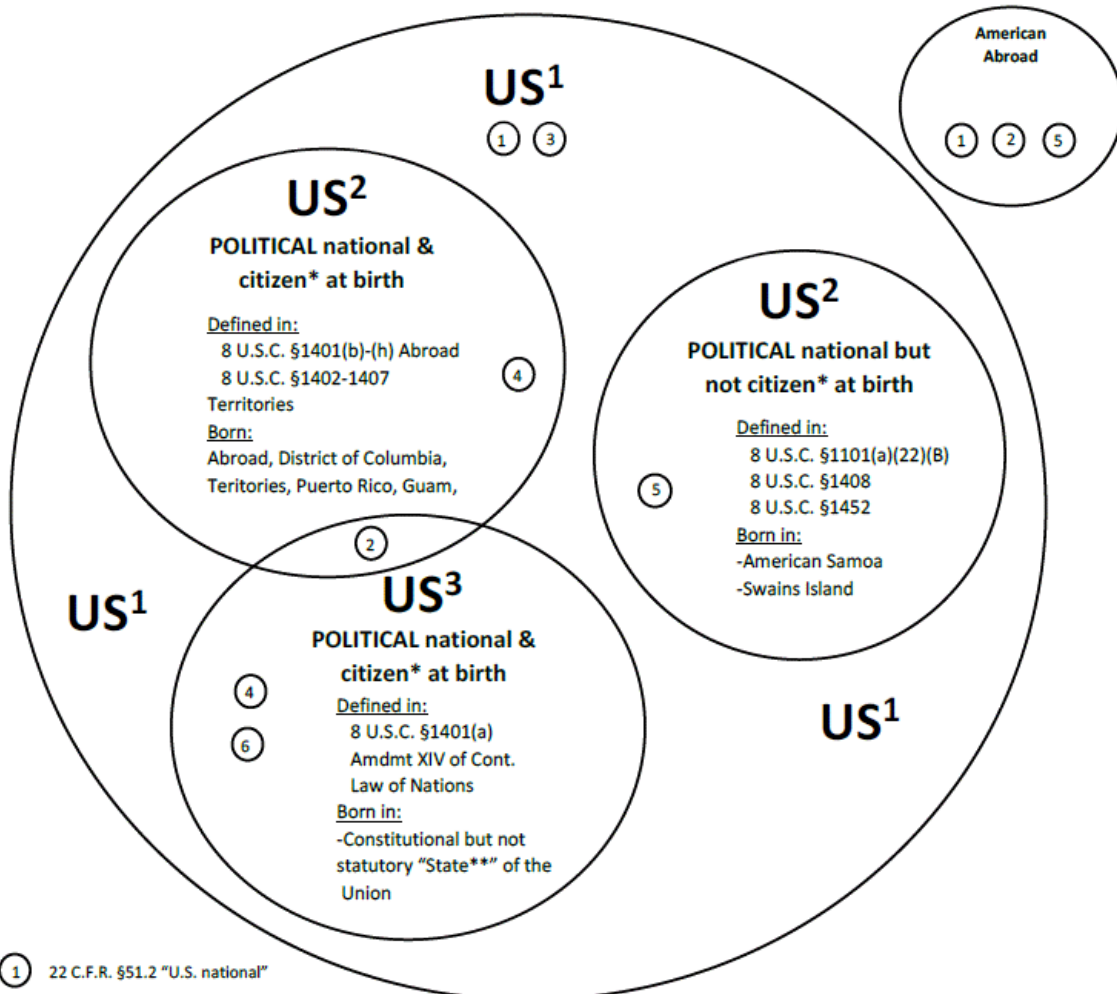 American
Abroad
1 2 5
US¹
1 3
US²
POLITICAL national &
citizen* at birth
Defined in:
8 U.S.C. §1401(b)-(h) Abroad
8 U.S.C. §1402-1407
Territories
Born:
Abroad, District of Columbia,
Teritories, Puerto Rico, Guam,
4
US²
POLITICAL national but
not citizen* at birth
Defined in:
8 U.S.C. §1101(a)(22)(B)
8 U.S.C. §1408
8 U.S.C. §1452
Born in:
-American Samoa
-Swains Island
5
2
US¹
US³
POLITICAL national &
citizen* at birth
4
6
Defined in:
8 U.S.C. §1401(a)
Amdmt XIV of Cont.
Law of Nations
Born in:
-Constitutional but not
statutory “State**” of the
Union
US¹
1 22 C.F.R. §51.2 “U.S. national”